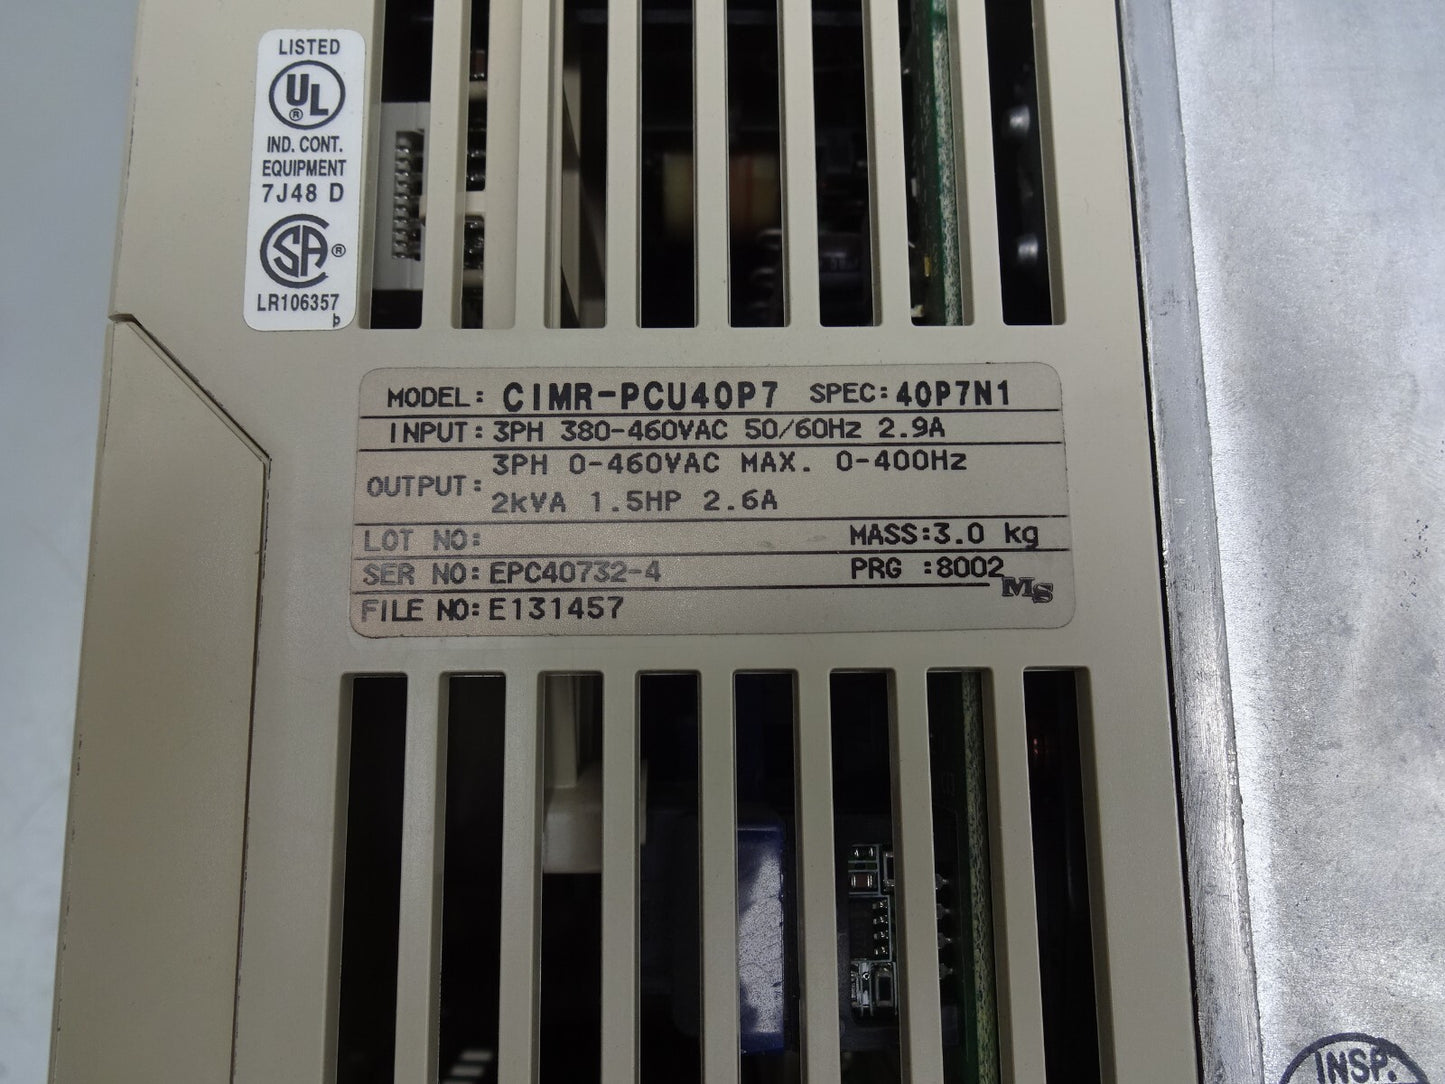 LISTED
UL ®
IND. CONT.
EQUIPMENT
7J48 D
SA ®
LR106357
þ
MODEL: CIMR-PCU40P7 SPEC: 40P7N1
INPUT: 3PH 380-460VAC 50/60Hz 2.9A
OUTPUT: 3PH 0-460VAC MAX. 0-400Hz
2kVA 1.5HP 2.6A
LOT NO: MASS: 3.0 kg
SER NO: EPC40732-4 PRG :8002
MS
FILE NO: E131457
INSP.